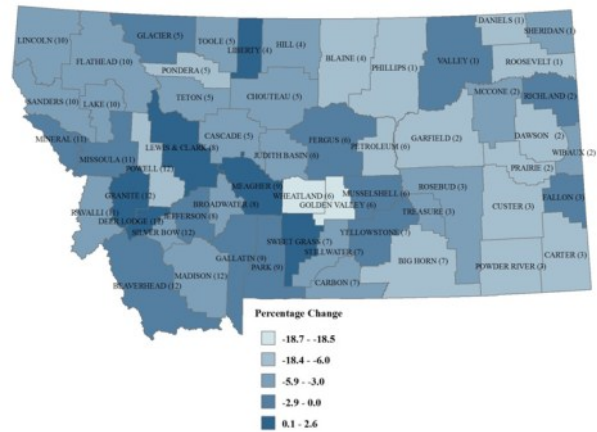 DANIELS (1)
SHERIDAN (1)
LINCOLN (10)
GLACIER (5)
TOOLE (5)
LIBERTY (4)
HILL (4)
BLAINE (4)
PHILLIPS (1)
VALLEY (1)
ROOSEVELT (1)
FLATHEAD (10)
PONDERA (5)
RICHLAND (2)
MCCONE (2)
SANDERS (10)
LAKE (10)
TETON (5)
CHOUTEAU (5)
MINERAL (11)
CASCADE (5)
FERGUS (6)
PETROLEUM (6)
GARFIELD (2)
DAWSON (2)
WIBAUX (2)
LEWIS & CLARK (8)
JUDITH BASIN (6)
MISSOULA (11)
POWELL (12)
PRAIRIE (2)
MEAGHER (9)
WHEATLAND (6)
MUSSELSHELL (6)
ROSEBUD (3)
GRANITE (12)
BROADWATER (8)
GOLDEN VALLEY (6)
TREASURE (3)
CUSTER (3)
FALLON (3)
RAVALLI (11)
DEER LODGE (12)
JEFFERSON (8)
SILVER BOW (12)
YELLOWSTONE (7)
SWEET GRASS (7)
STILLWATER (7)
GALLATIN (9)
PARK (9)
BIG HORN (7)
CARTER (3)
POWDER RIVER (3)
MADISON (12)
BEAVERHEAD (12)
CARBON (7)
Percentage Change
-18.7 - -18.5
-18.4 - -6.0
-5.9 - -3.0
-2.9 - 0.0
0.1 - 2.6